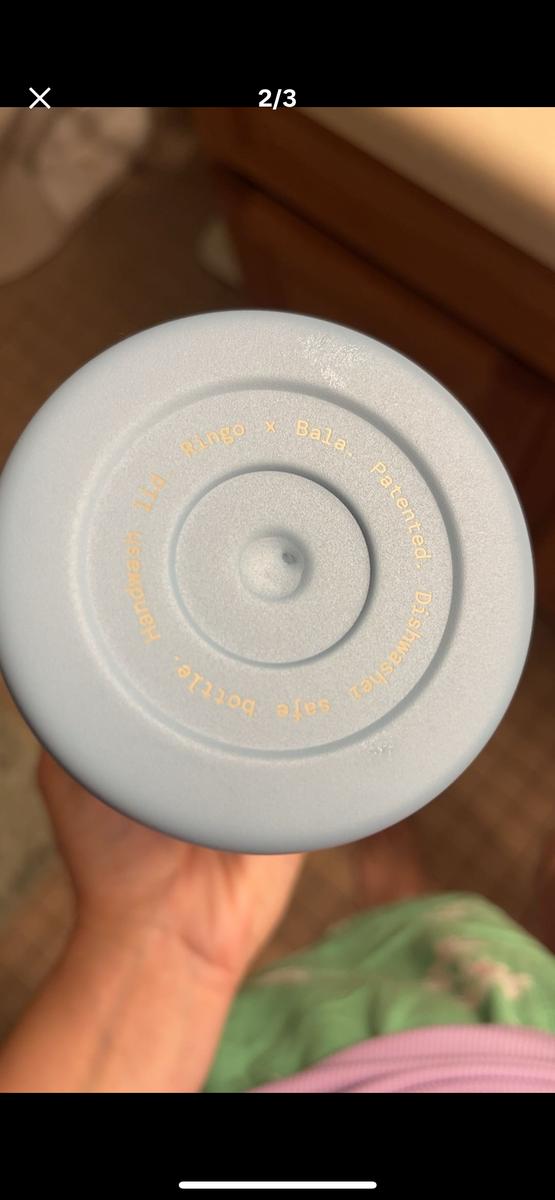 2/3
Ringo x Bala. Patented. Dishwasher safe bottle. Handwash lid.